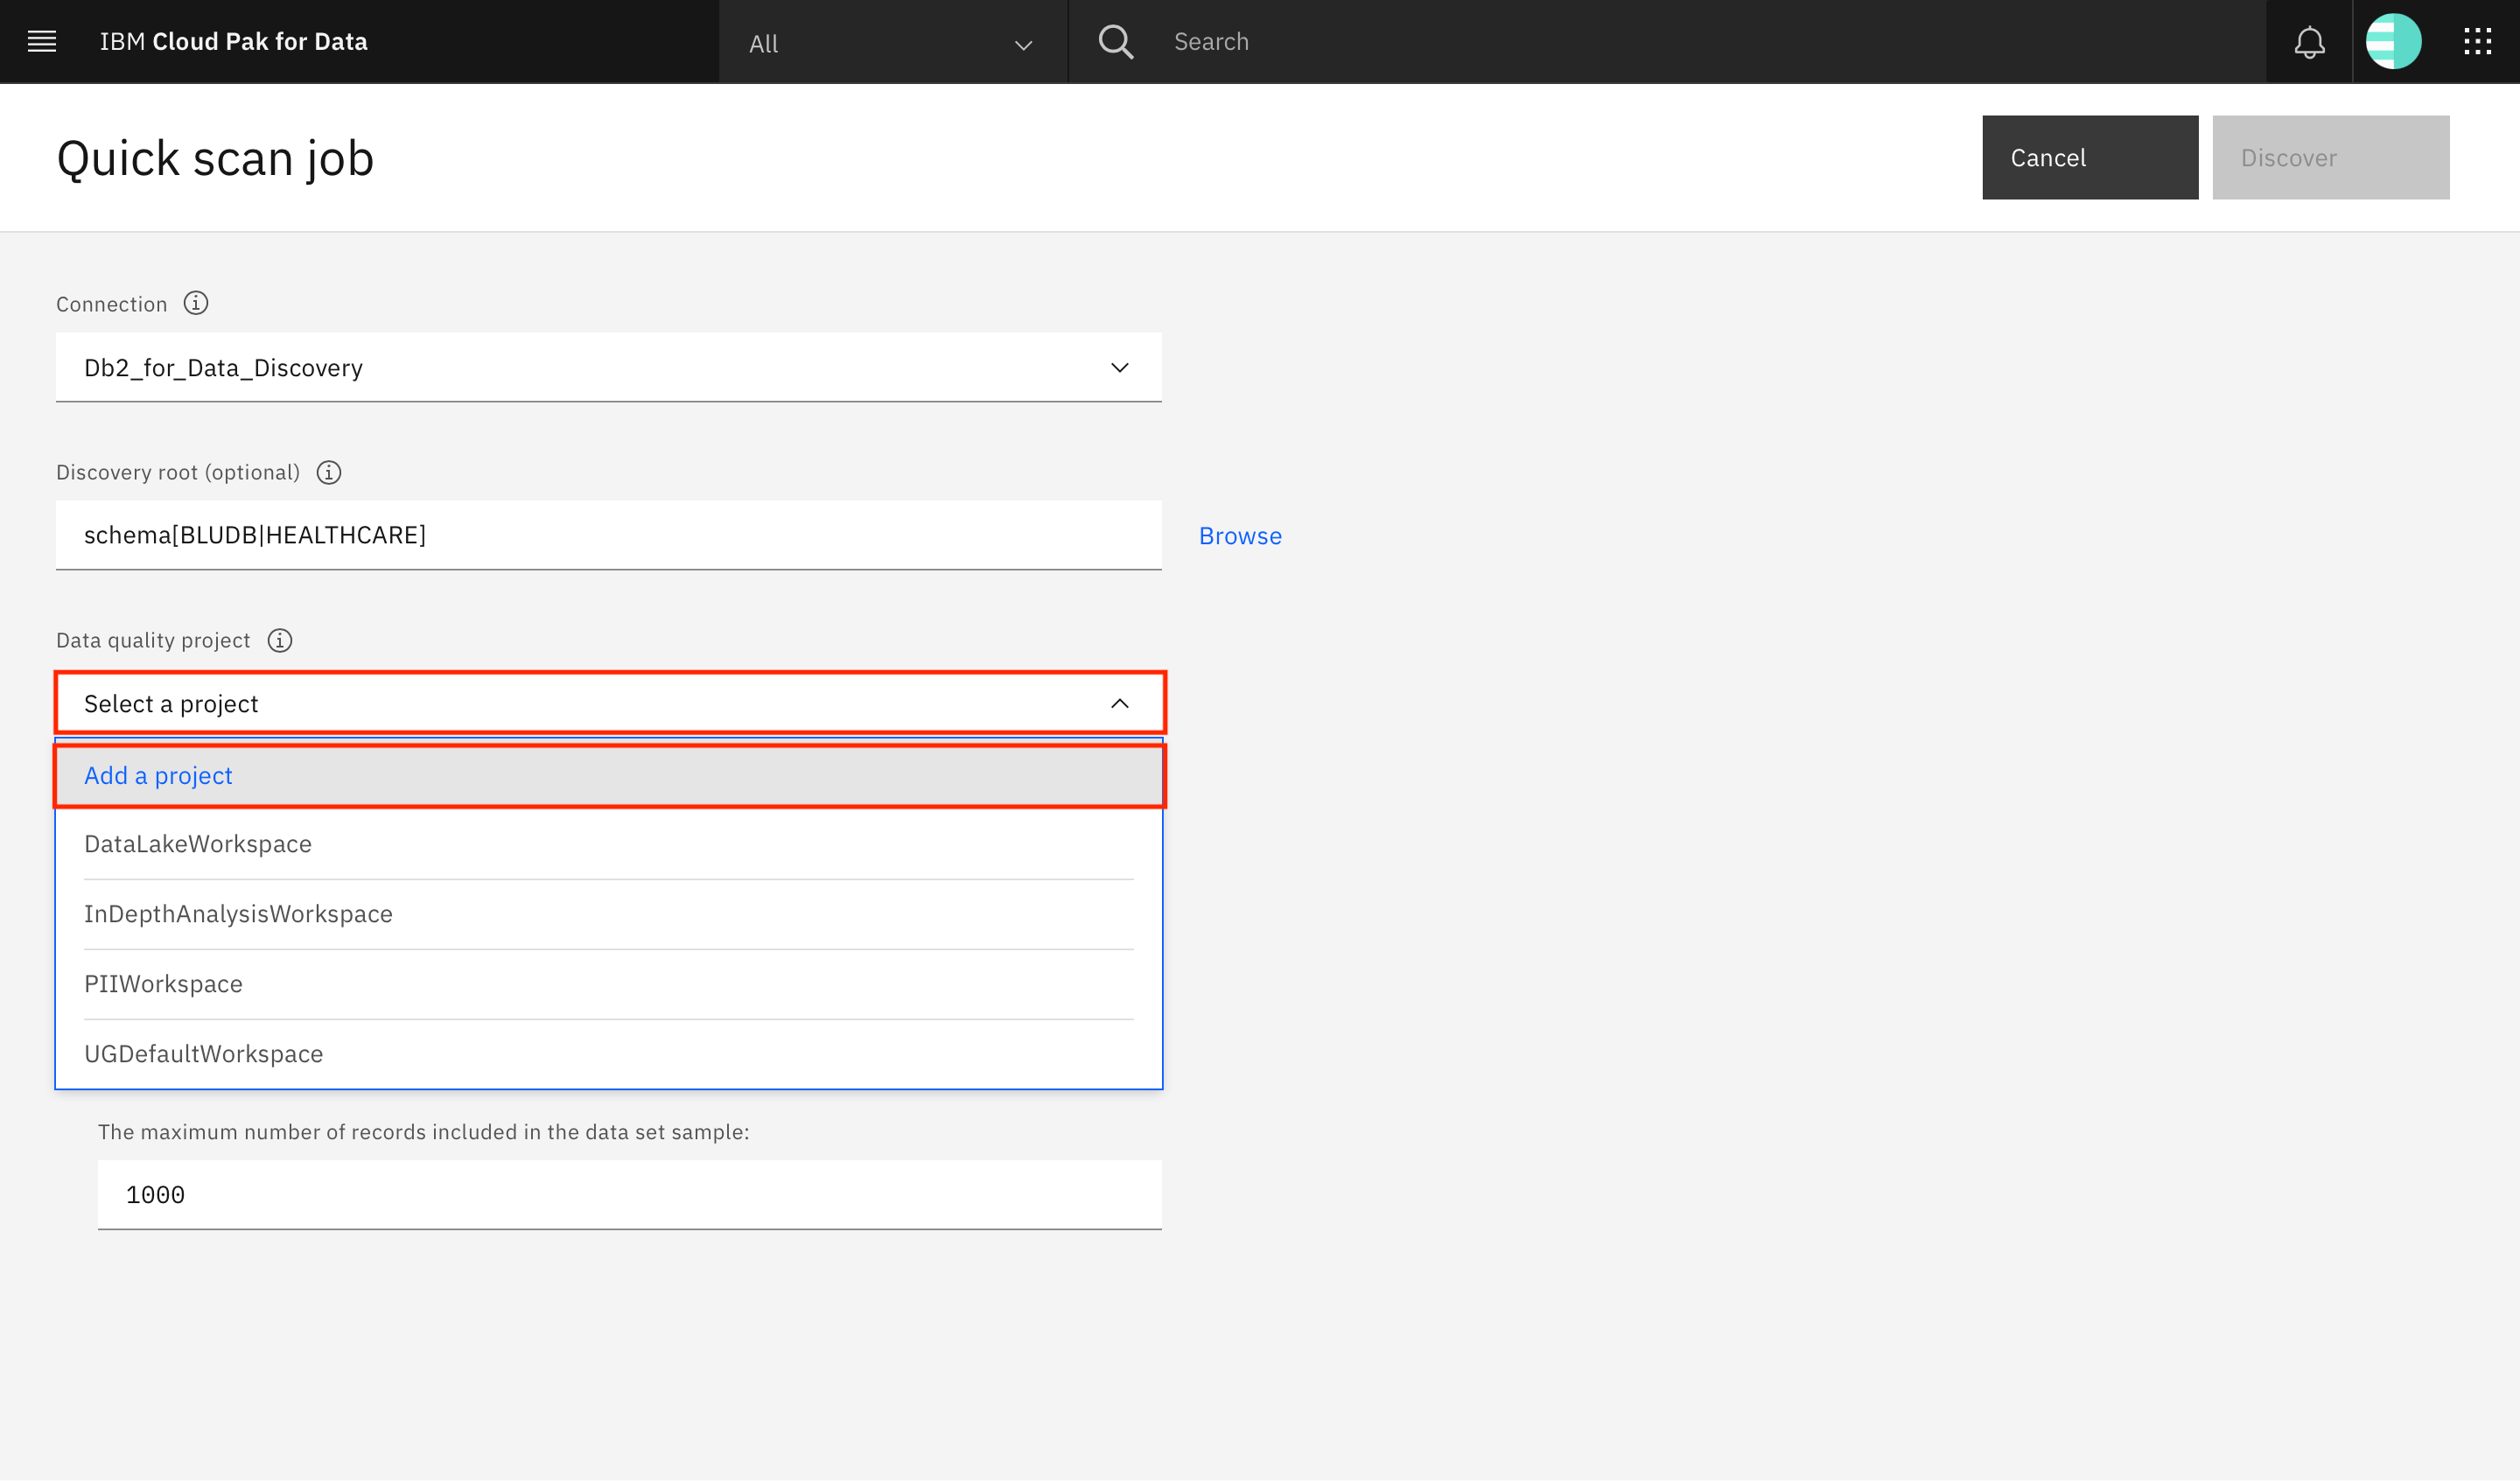 IBM Cloud Pak for Data
All
Search
Quick scan job
Cancel
Discover
Connection
Db2_for_Data_Discovery
Discovery root (optional)
schema[BLUDB|HEALTHCARE]
Browse
Data quality project
Select a project
Add a project
DataLakeWorkspace
InDepthAnalysisWorkspace
PIIWorkspace
UGDefaultWorkspace
The maximum number of records included in the data set sample:
1000